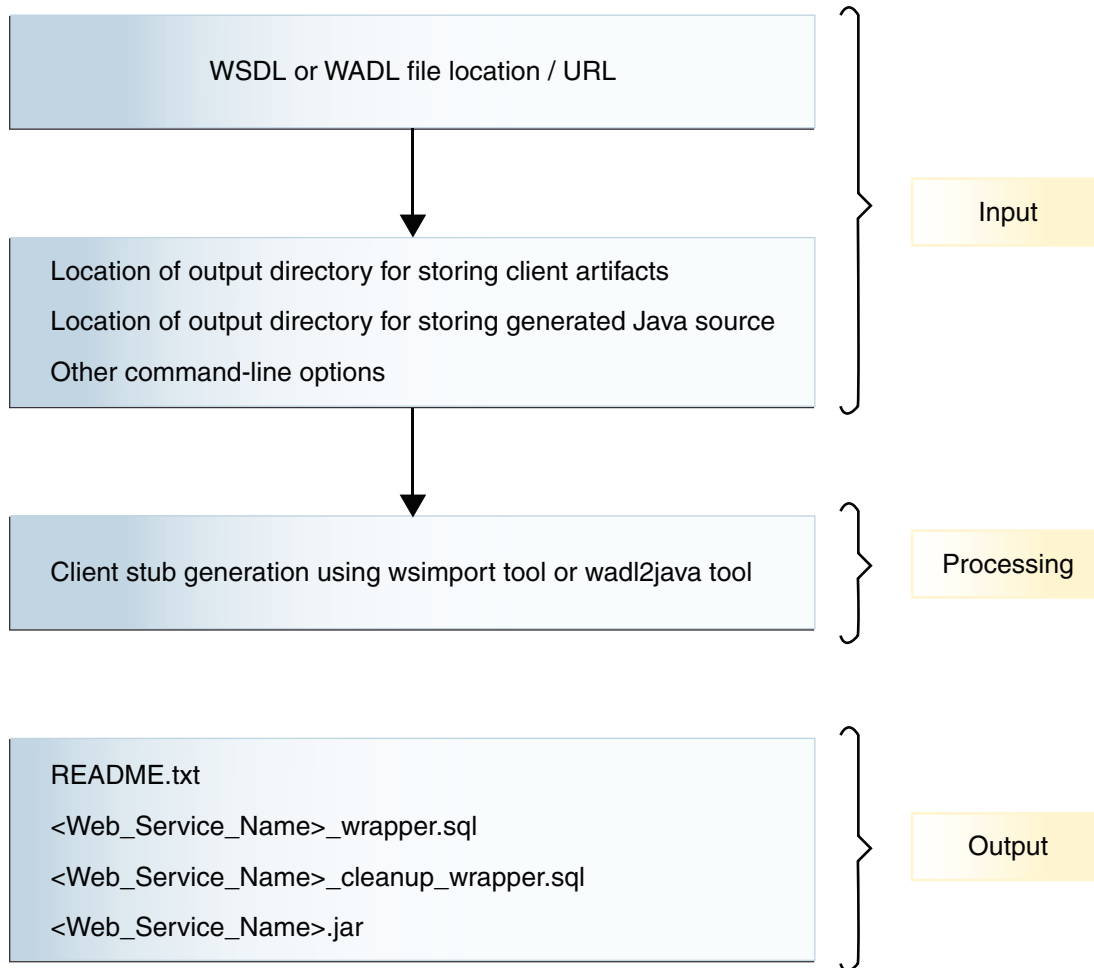 WSDL or WADL file location / URL
Input
Location of output directory for storing client artifacts
Location of output directory for storing generated Java source
Other command-line options
Client stub generation using wsimport tool or wadl2java tool
Processing
README.txt
<Web_Service_Name>_wrapper.sql
<Web_Service_Name>_cleanup_wrapper.sql
<Web_Service_Name>.jar
Output